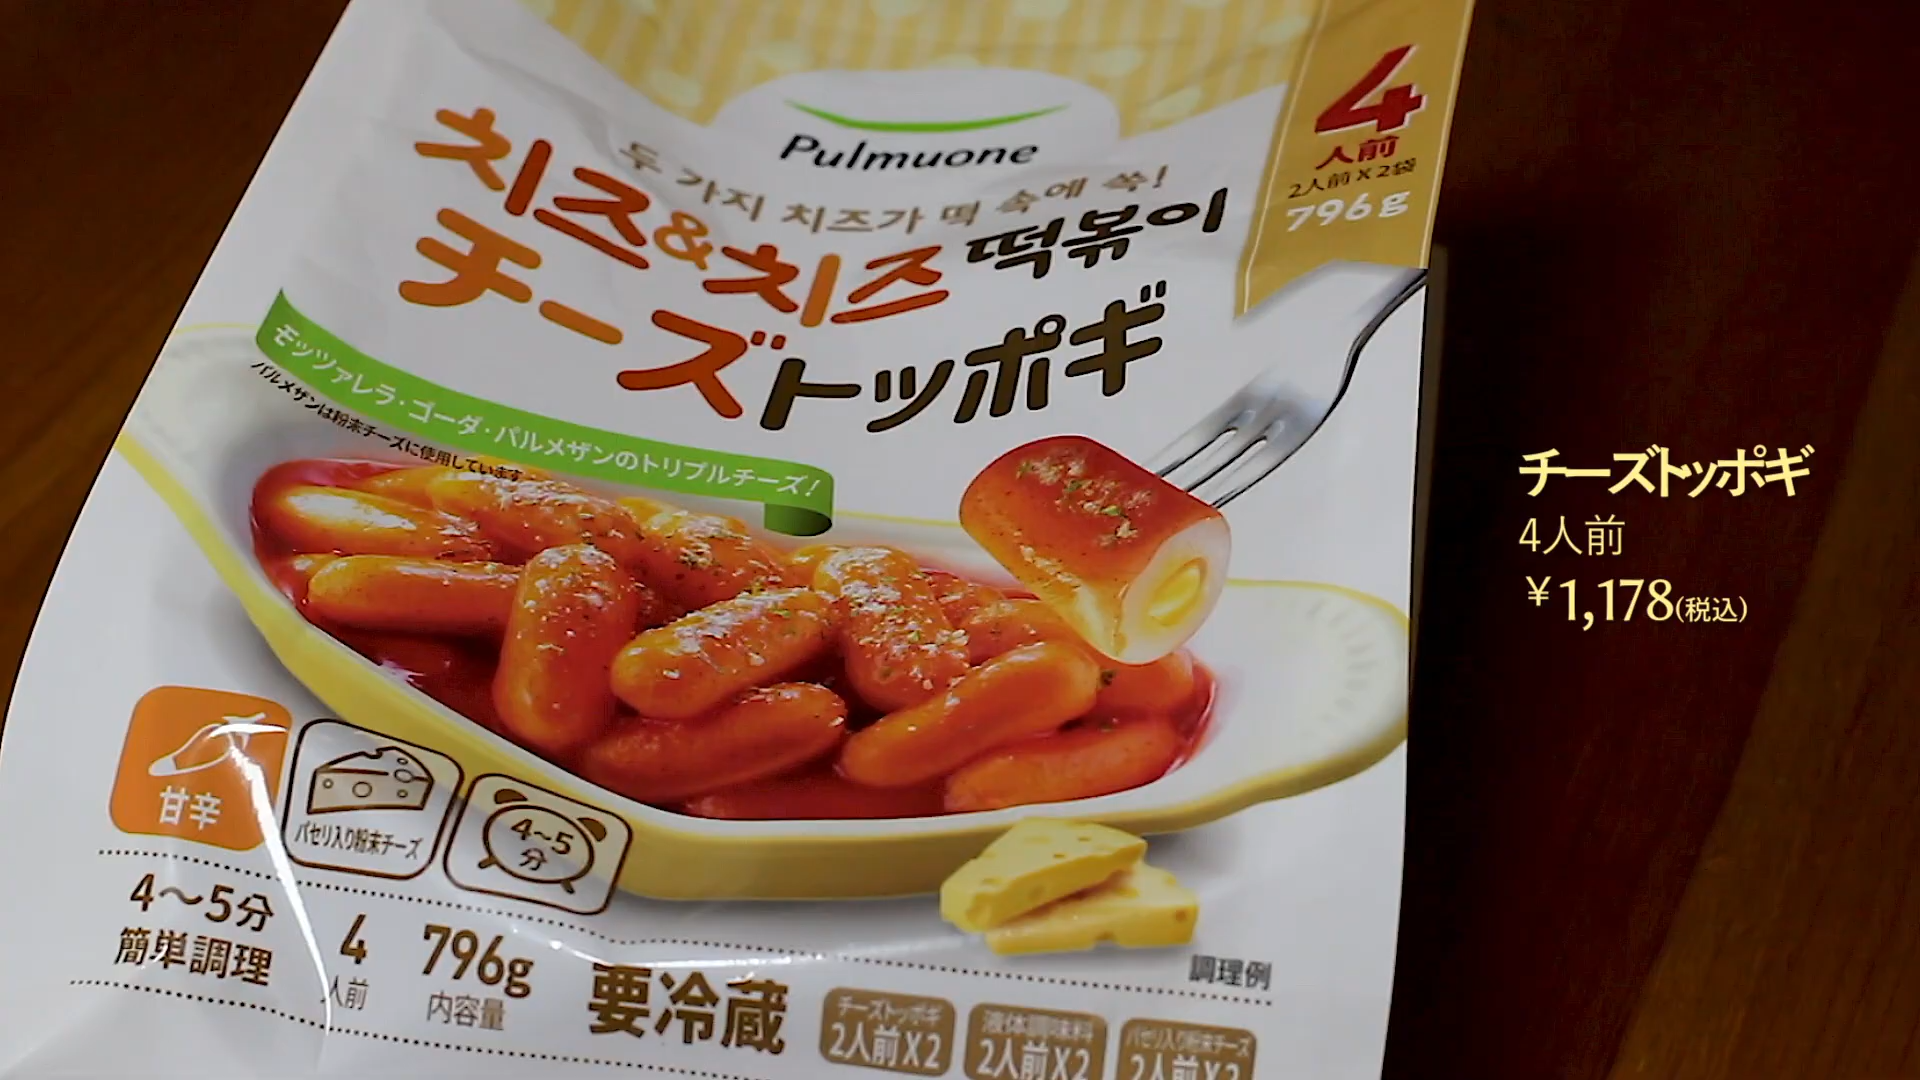 Pulmuone
두 가지 치즈가 떡 속에 쏙!
치즈&치즈 떡볶이
チーズトッポギ
4
人前
2人前X2袋
796g
モッツァレラ・ゴーダ・パルメザンのトリプルチーズ!
パルメザンは粉末チーズに使用しています
甘辛
パセリ入り粉末チーズ
4~5
分
4〜5分
簡単調理
4
人前
796g
内容量
要冷蔵
調理例
チーズトッポギ
2人前X2
液体調味料
2人前X2
パセリ入り粉末チーズ
2人前X2
チーズトッポギ
4人前
¥1,178(税込)